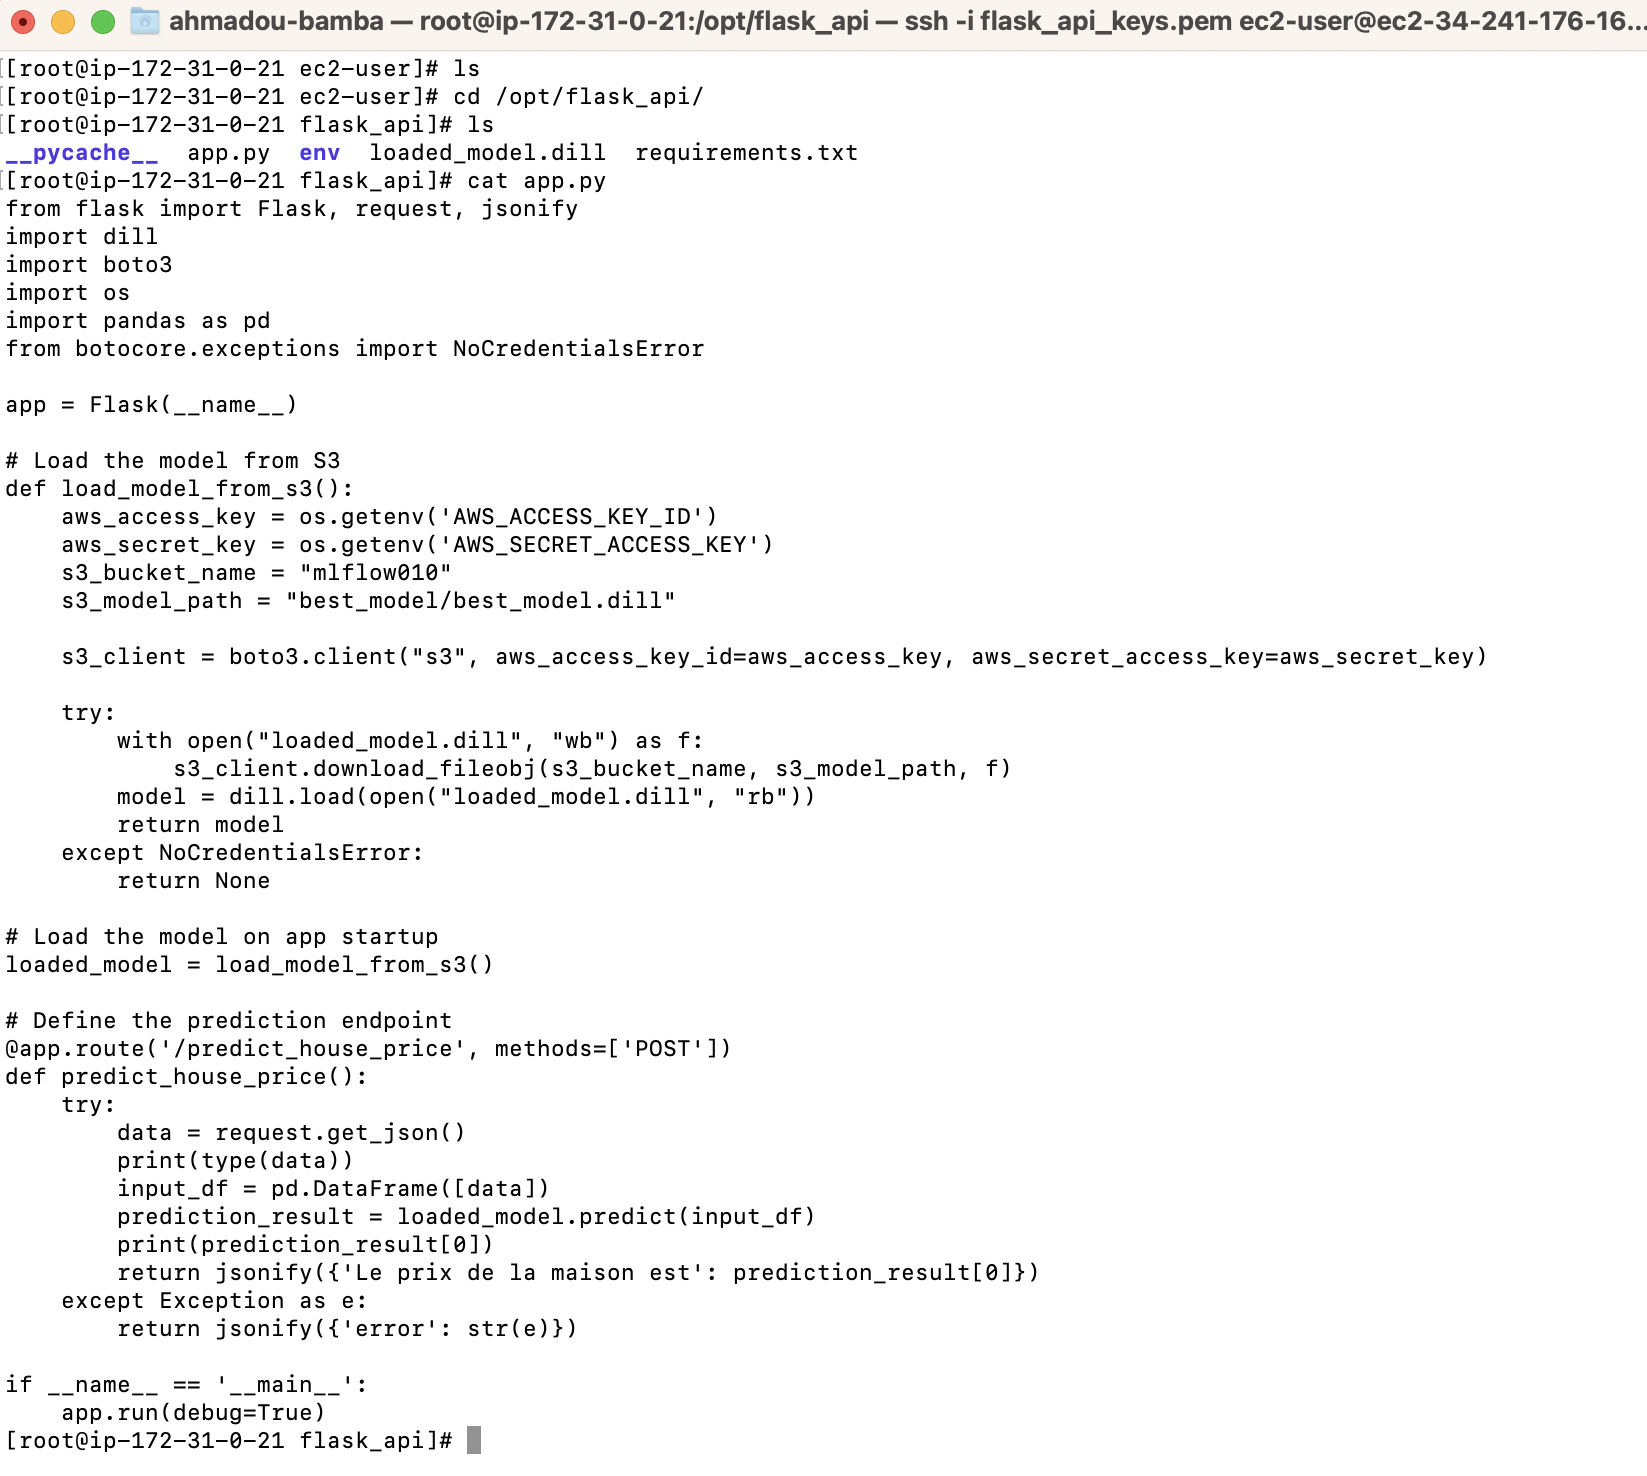 ahmadou-bamba — root@ip-172-31-0-21:/opt/flask_api — ssh -i flask_api_keys.pem ec2-user@ec2-34-241-176-16...
[[root@ip-172-31-0-21 ec2-user]# ls
[[root@ip-172-31-0-21 ec2-user]# cd /opt/flask_api/
[[root@ip-172-31-0-21 flask_api]# ls
__pycache__  app.py  env  loaded_model.dill  requirements.txt
[[root@ip-172-31-0-21 flask_api]# cat app.py
from flask import Flask, request, jsonify
import dill
import boto3
import os
import pandas as pd
from botocore.exceptions import NoCredentialsError

app = Flask(__name__)

# Load the model from S3
def load_model_from_s3():
    aws_access_key = os.getenv('AWS_ACCESS_KEY_ID')
    aws_secret_key = os.getenv('AWS_SECRET_ACCESS_KEY')
    s3_bucket_name = "mlflow010"
    s3_model_path = "best_model/best_model.dill"

    s3_client = boto3.client("s3", aws_access_key_id=aws_access_key, aws_secret_access_key=aws_secret_key)

    try:
        with open("loaded_model.dill", "wb") as f:
            s3_client.download_fileobj(s3_bucket_name, s3_model_path, f)
        model = dill.load(open("loaded_model.dill", "rb"))
        return model
    except NoCredentialsError:
        return None

# Load the model on app startup
loaded_model = load_model_from_s3()

# Define the prediction endpoint
@app.route('/predict_house_price', methods=['POST'])
def predict_house_price():
    try:
        data = request.get_json()
        print(type(data))
        input_df = pd.DataFrame([data])
        prediction_result = loaded_model.predict(input_df)
        print(prediction_result[0])
        return jsonify({'Le prix de la maison est': prediction_result[0]})
    except Exception as e:
        return jsonify({'error': str(e)})

if __name__ == '__main__':
    app.run(debug=True)
[root@ip-172-31-0-21 flask_api]#